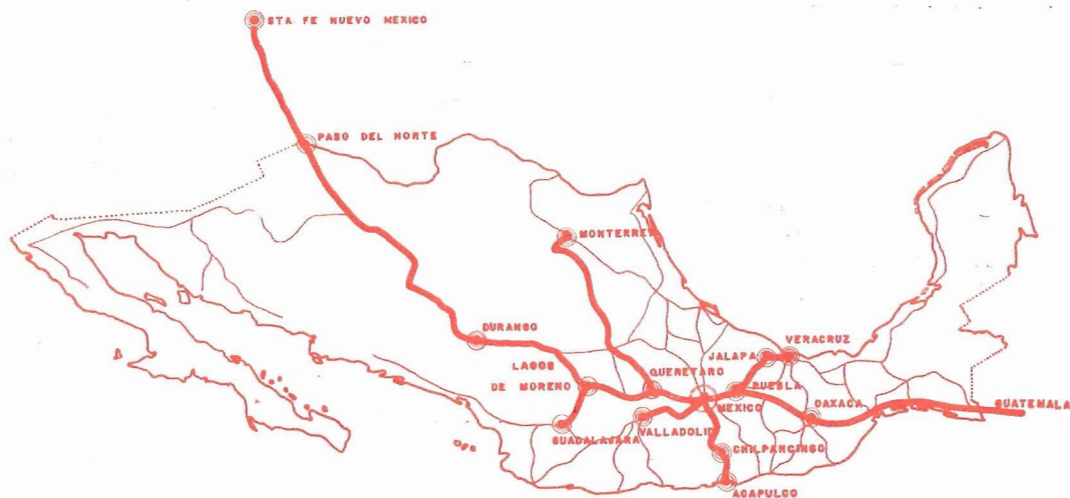 STA FE NUEVO MEXICO
PASO DEL NORTE
MONTERREY
DURANGO
LAGOS
DE MORENO
QUERETARO
JALAPA
VERACRUZ
PUEBLA
MEXICO
OAXACA
GUATEMALA
GUADALAJARA
VALLADOLID
CHILPANCINGO
ACAPULCO